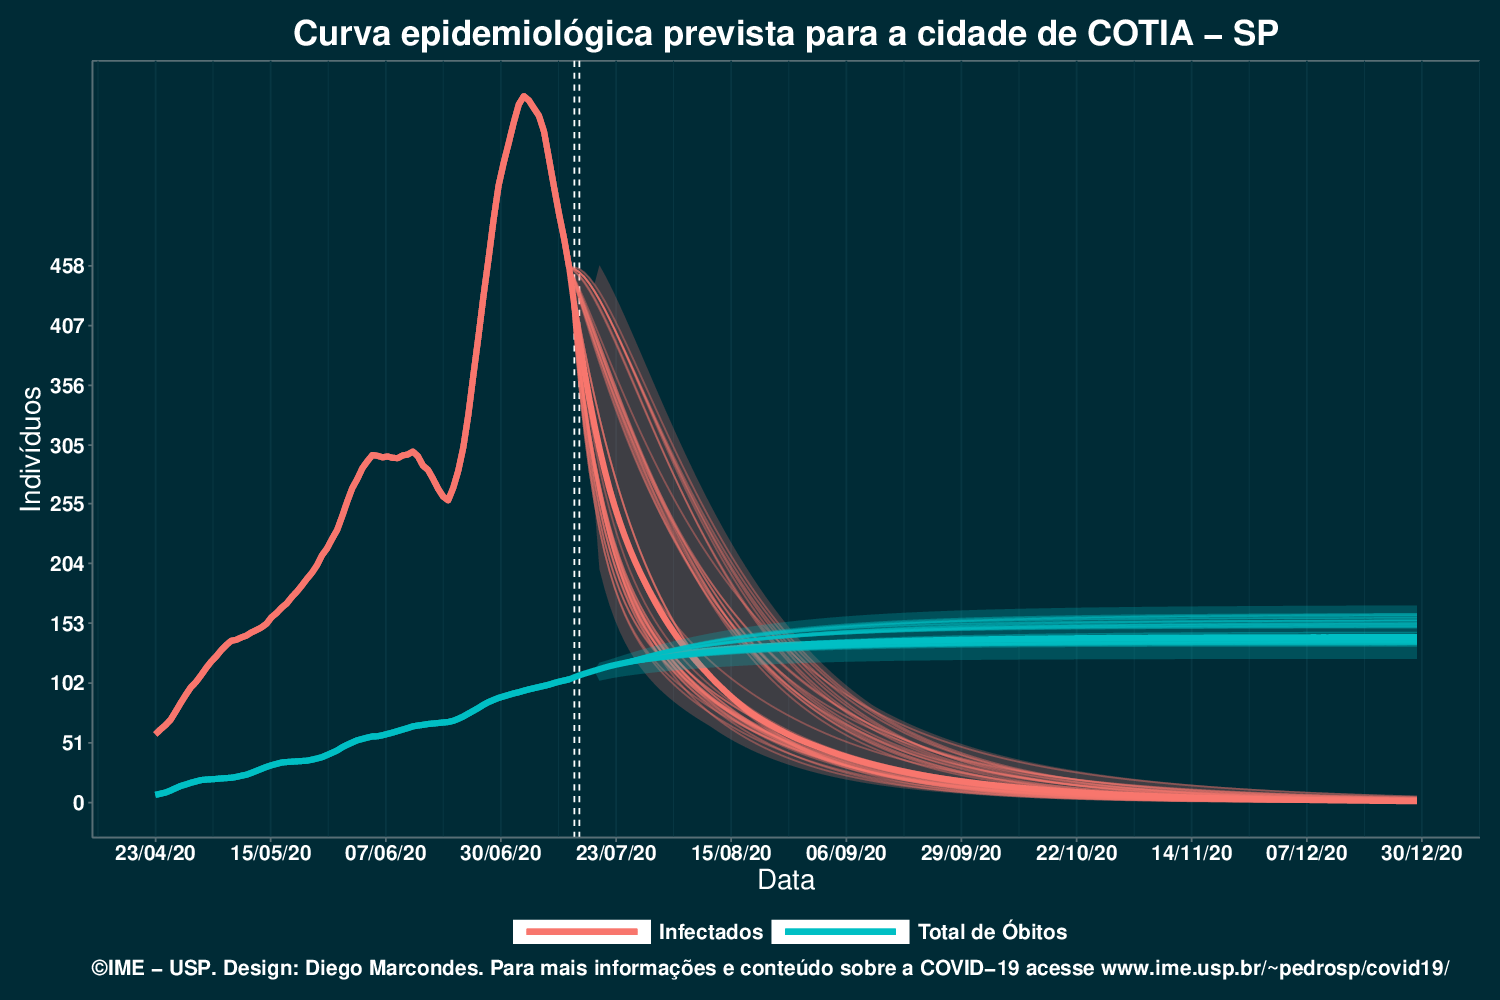 Curva epidemiológica prevista para a cidade de COTIA – SP
Indivíduos
458
407
356
305
255
204
153
102
51
0
23/04/20 15/05/20 07/06/20 30/06/20 23/07/20 15/08/20 06/09/20 29/09/20 22/10/20 14/11/20 07/12/20 30/12/20
Data
Infectados Total de Óbitos
©IME – USP. Design: Diego Marcondes. Para mais informações e conteúdo sobre a COVID–19 acesse www.ime.usp.br/~pedrosp/covid19/